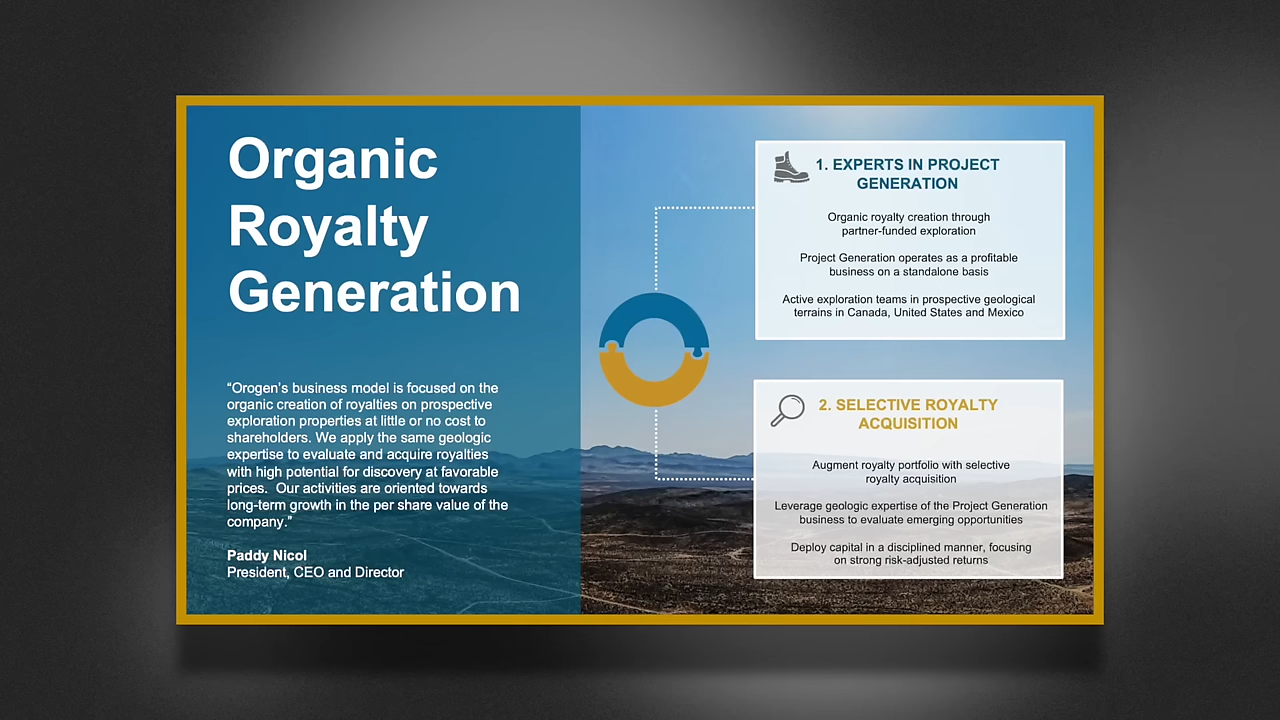 Organic
Royalty
Generation
“Orogen’s business model is focused on the
organic creation of royalties on prospective
exploration properties at little or no cost to
shareholders. We apply the same geologic
expertise to evaluate and acquire royalties
with high potential for discovery at favorable
prices.  Our activities are oriented towards
long-term growth in the per share value of the
company.”
Paddy Nicol
President, CEO and Director
1. EXPERTS IN PROJECT
GENERATION
Organic royalty creation through
partner-funded exploration
Project Generation operates as a profitable
business on a standalone basis
Active exploration teams in prospective geological
terrains in Canada, United States and Mexico
2. SELECTIVE ROYALTY
ACQUISITION
Augment royalty portfolio with selective
royalty acquisition
Leverage geologic expertise of the Project Generation
business to evaluate emerging opportunities
Deploy capital in a disciplined manner, focusing
on strong risk-adjusted returns